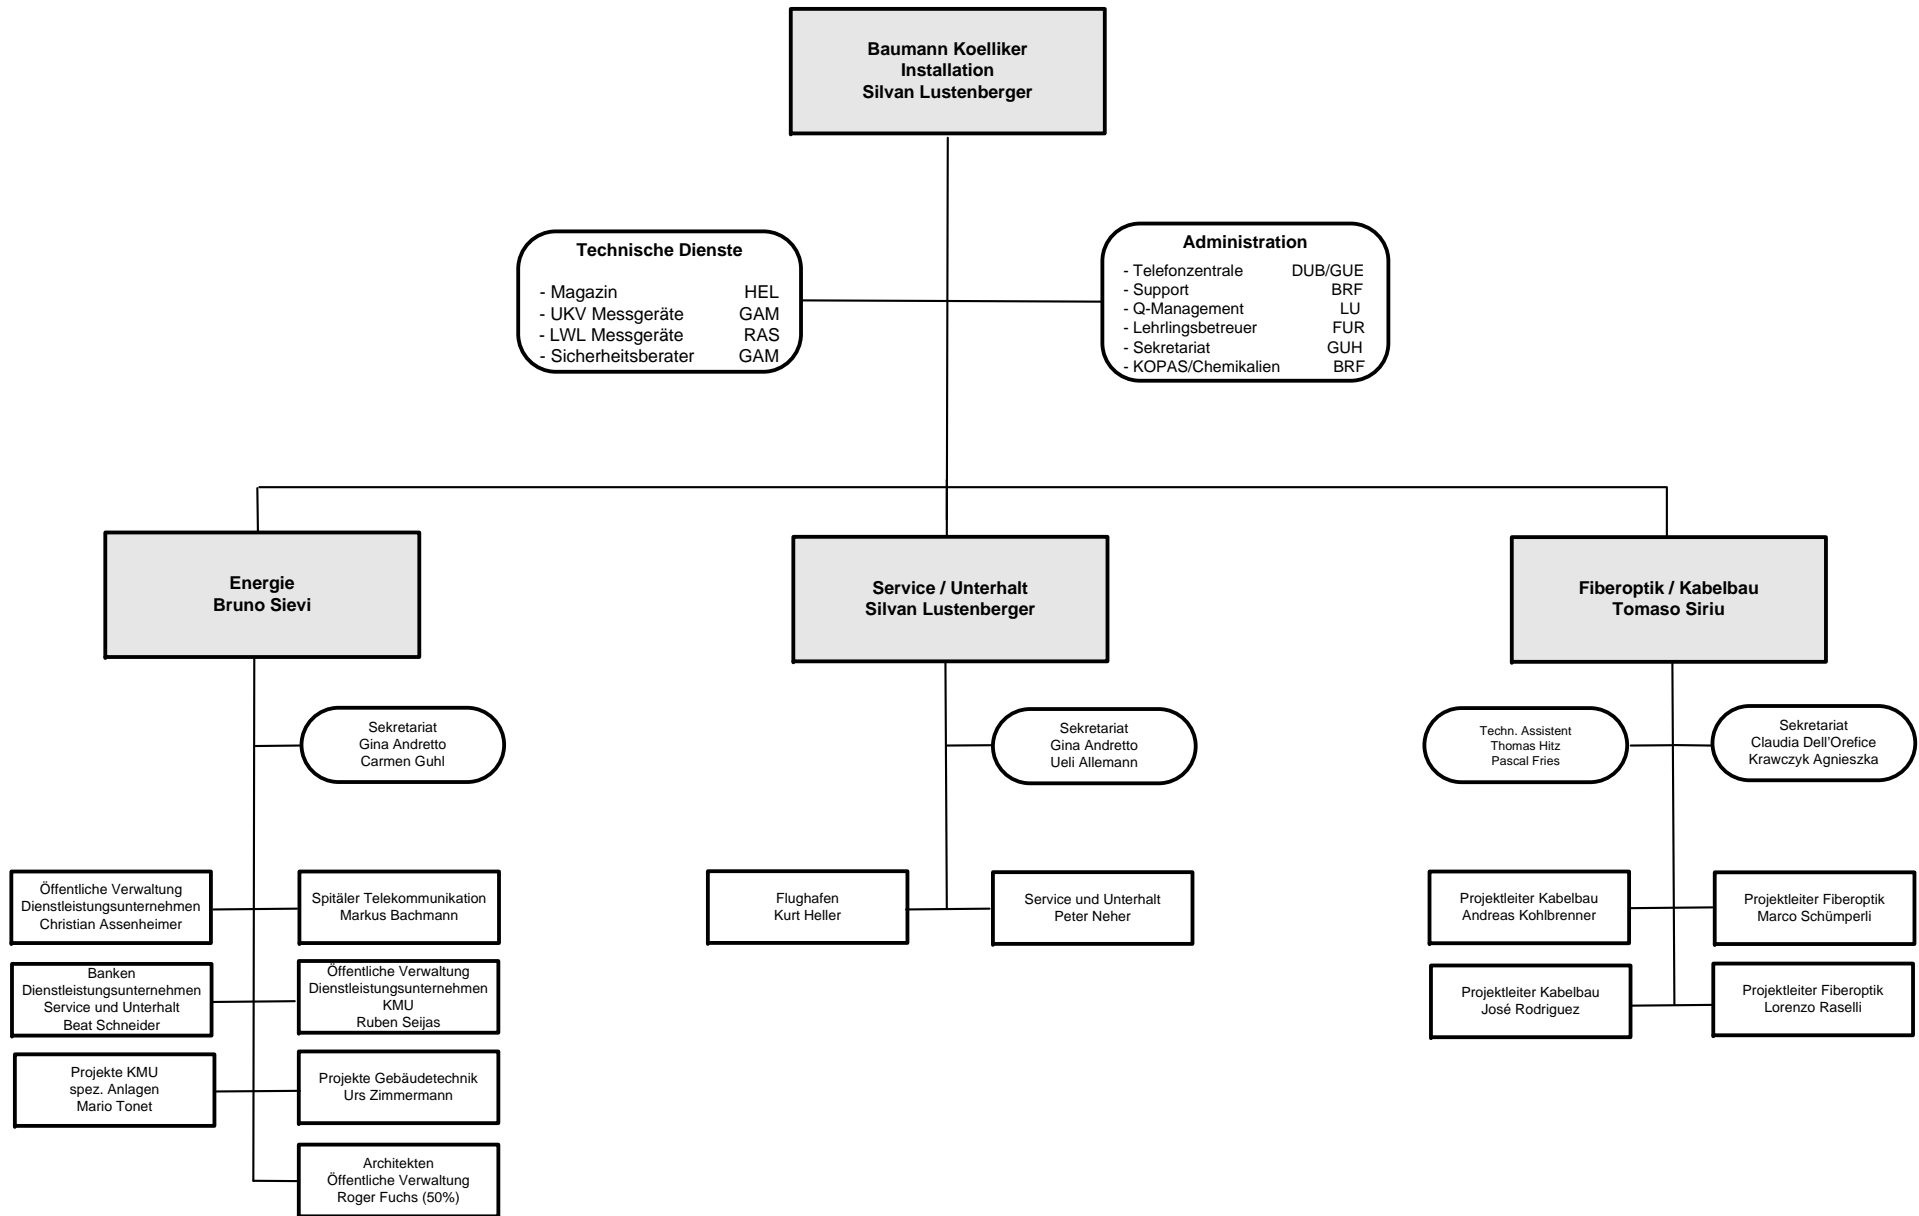 Baumann Koelliker
Installation
Silvan Lustenberger
Technische Dienste
- Magazin HEL
- UKV Messgeräte GAM
- LWL Messgeräte RAS
- Sicherheitsberater GAM
Administration
- Telefonzentrale DUB/GUE
- Support BRF
- Q-Management LU
- Lehrlingsbetreuer FUR
- Sekretariat GUH
- KOPAS/Chemikalien BRF
Energie
Bruno Sievi
Service / Unterhalt
Silvan Lustenberger
Fiberoptik / Kabelbau
Tomaso Siriu
Sekretariat
Gina Andretto
Carmen Guhl
Sekretariat
Gina Andretto
Ueli Allemann
Techn. Assistent
Thomas Hitz
Pascal Fries
Sekretariat
Claudia Dell'Orefice
Krawczyk Agnieszka
Öffentliche Verwaltung
Dienstleistungsunternehmen
Christian Assenheimer
Spitäler Telekommunikation
Markus Bachmann
Flughafen
Kurt Heller
Service und Unterhalt
Peter Neher
Projektleiter Kabelbau
Andreas Kohlbrenner
Projektleiter Fiberoptik
Marco Schümperli
Banken
Dienstleistungsunternehmen
Service und Unterhalt
Beat Schneider
Öffentliche Verwaltung
Dienstleistungsunternehmen
KMU
Ruben Seijas
Projektleiter Kabelbau
José Rodriguez
Projektleiter Fiberoptik
Lorenzo Raselli
Projekte KMU
spez. Anlagen
Mario Tonet
Projekte Gebäudetechnik
Urs Zimmermann
Architekten
Öffentliche Verwaltung
Roger Fuchs (50%)